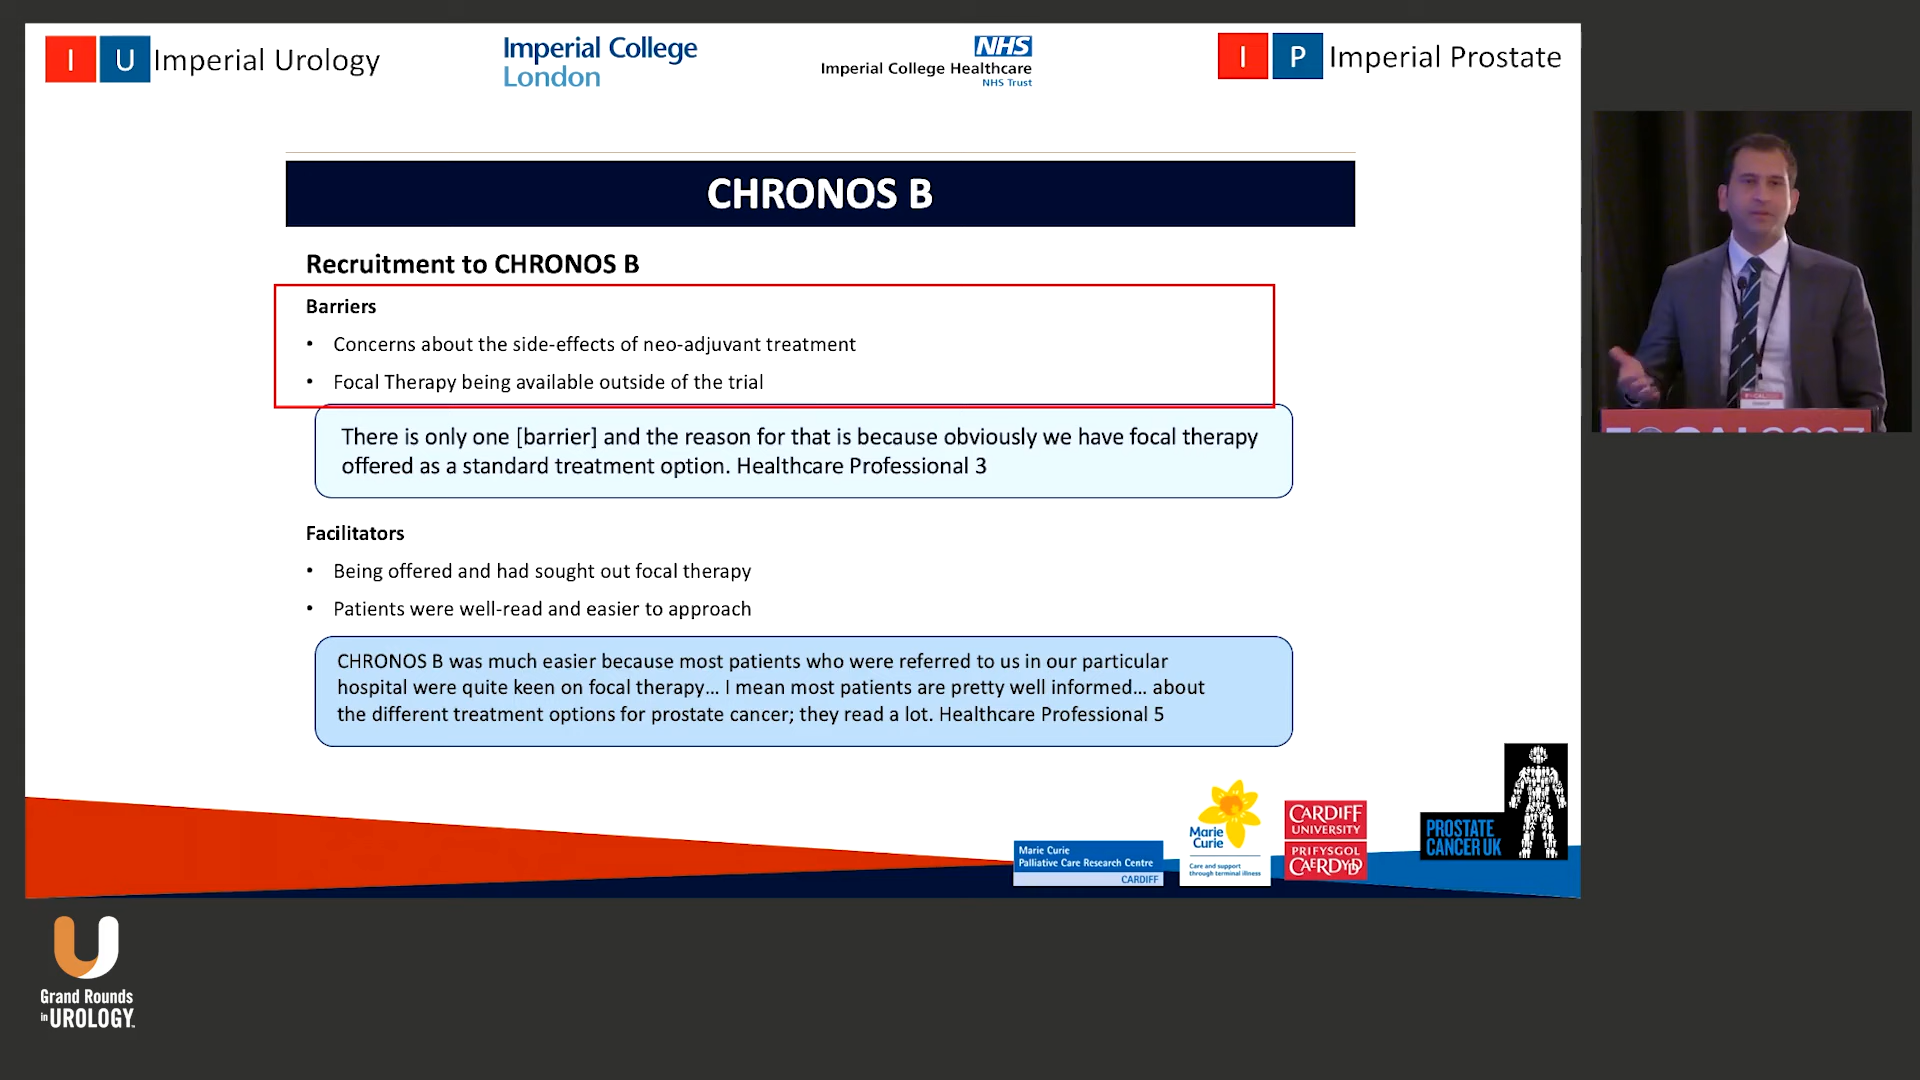 I U Imperial Urology
Imperial College
London
NHS
Imperial College Healthcare
NHS Trust
I P Imperial Prostate
CHRONOS B
Recruitment to CHRONOS B
Barriers
• Concerns about the side-effects of neo-adjuvant treatment
• Focal Therapy being available outside of the trial
There is only one [barrier] and the reason for that is because obviously we have focal therapy
offered as a standard treatment option. Healthcare Professional 3
Facilitators
• Being offered and had sought out focal therapy
• Patients were well-read and easier to approach
CHRONOS B was much easier because most patients who were referred to us in our particular
hospital were quite keen on focal therapy... I mean most patients are pretty well informed... about
the different treatment options for prostate cancer; they read a lot. Healthcare Professional 5
Marie Curie
Palliative Care Research Centre
CARDIFF
Marie
Curie
Care and support
through terminal illness
CARDIFF
UNIVERSITY
PRIFYSGOL
CAERDYDD
PROSTATE
CANCER UK
Grand Rounds
in UROLOGY